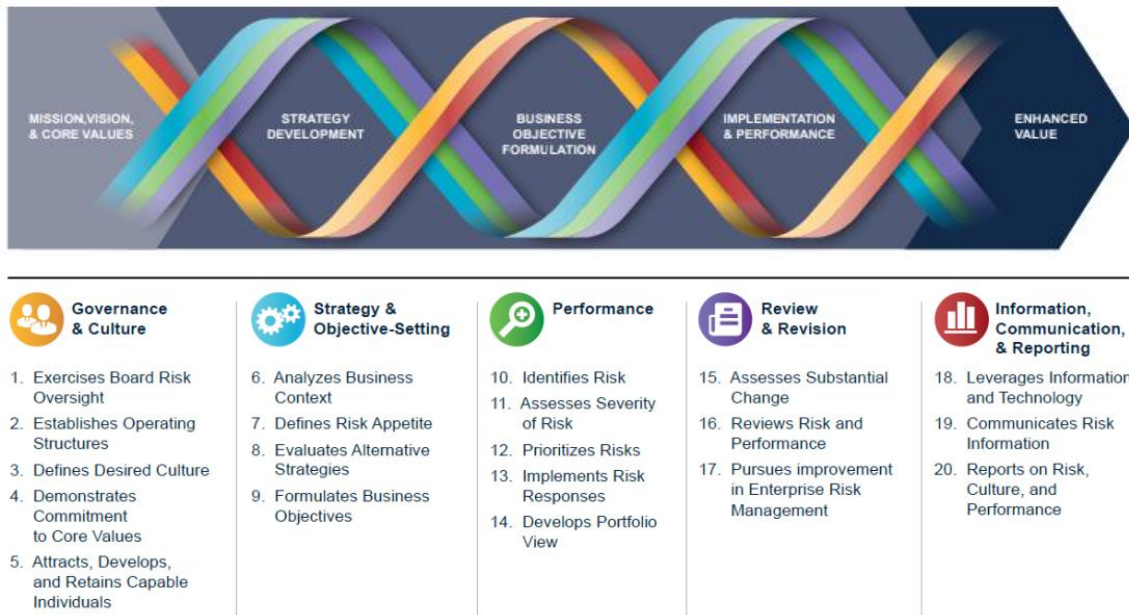 MISSION,VISION,
& CORE VALUES
STRATEGY
DEVELOPMENT
BUSINESS
OBJECTIVE
FORMULATION
IMPLEMENTATION
& PERFORMANCE
ENHANCED
VALUE
Governance
& Culture
1. Exercises Board Risk
Oversight
2. Establishes Operating
Structures
3. Defines Desired Culture
4. Demonstrates
Commitment
to Core Values
5. Attracts, Develops,
and Retains Capable
Individuals
Strategy &
Objective-Setting
6. Analyzes Business
Context
7. Defines Risk Appetite
8. Evaluates Alternative
Strategies
9. Formulates Business
Objectives
Performance
10. Identifies Risk
11. Assesses Severity
of Risk
12. Prioritizes Risks
13. Implements Risk
Responses
14. Develops Portfolio
View
Review
& Revision
15. Assesses Substantial
Change
16. Reviews Risk and
Performance
17. Pursues improvement
in Enterprise Risk
Management
Information,
Communication,
& Reporting
18. Leverages Information
and Technology
19. Communicates Risk
Information
20. Reports on Risk,
Culture, and
Performance